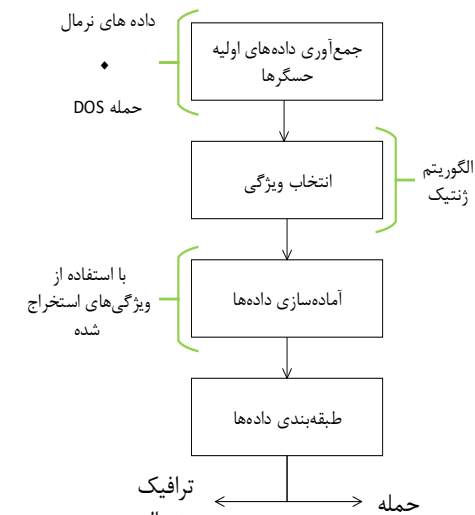 داده های نرمال
حمله DOS
جمع‌آوری داده‌های اولیه
حسگرها
انتخاب ویژگی
الگوریتم
ژنتیک
با استفاده از
ویژگی‌های استخراج
شده
آماده‌سازی داده‌ها
طبقه‌بندی داده‌ها
ترافیک
حمله